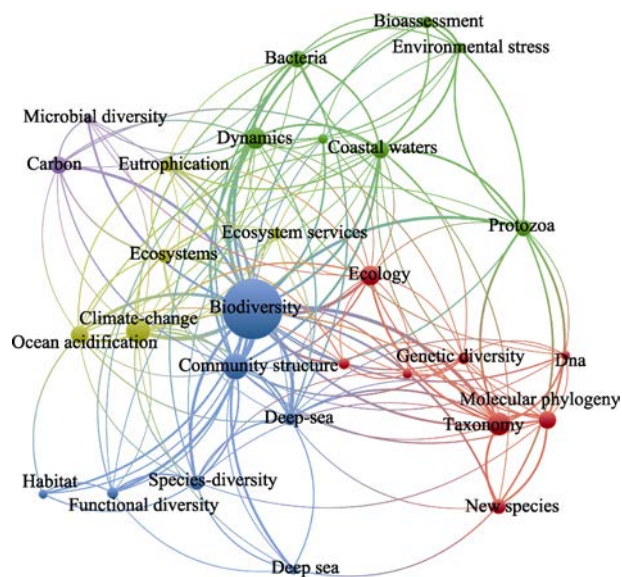 Bioassessment
Environmental stress
Bacteria
Microbial diversity
Dynamics
Coastal waters
Carbon
Eutrophication
Protozoa
Ecosystem services
Ecosystems
Ecology
Biodiversity
Climate-change
Ocean acidification
Genetic diversity
Dna
Community structure
Molecular phylogeny
Deep-sea
Taxonomy
Habitat
Species-diversity
Functional diversity
New species
Deep sea